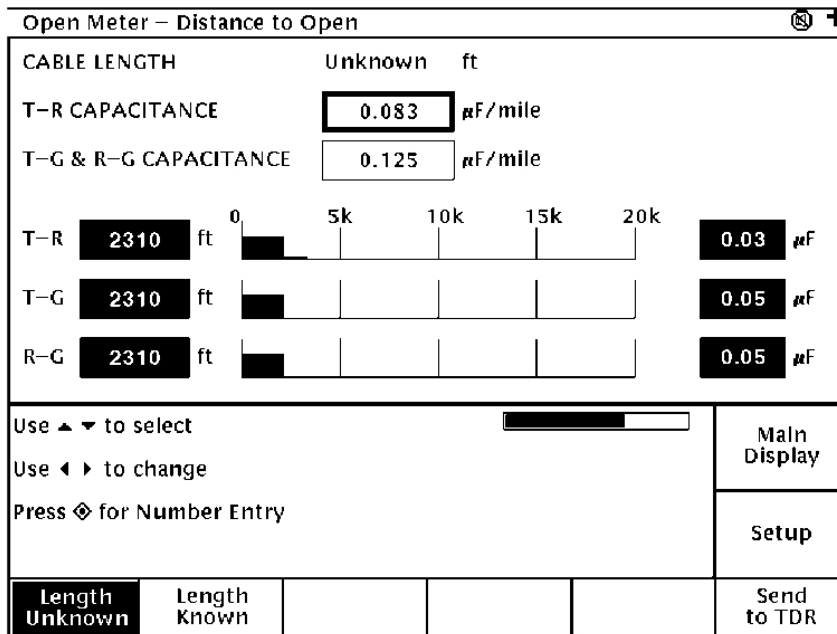 Open Meter – Distance to Open
CABLE LENGTH Unknown ft
T–R CAPACITANCE 0.083 µF/mile
T–G & R–G CAPACITANCE 0.125 µF/mile
0 5k 10k 15k 20k
T–R 2310 ft 0.03 µF
T–G 2310 ft 0.05 µF
R–G 2310 ft 0.05 µF
Use ▲ ▼ to select
Use ◀ ▶ to change
Press for Number Entry
Main
Display
Setup
Length
Unknown
Length
Known
Send
to TDR